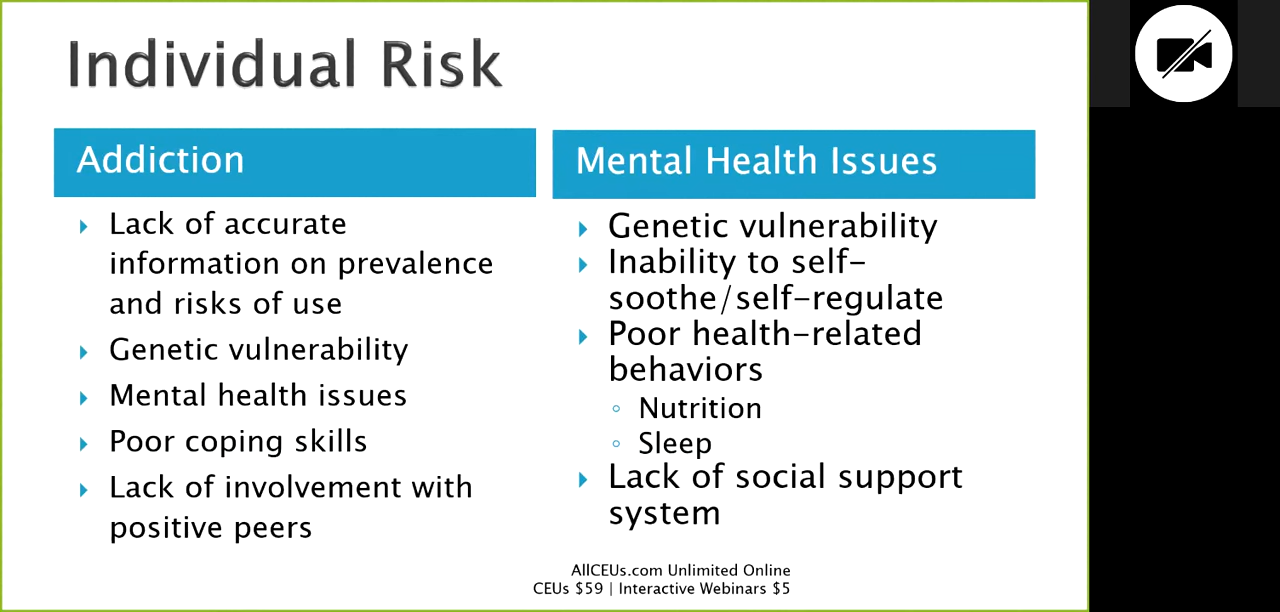 Individual Risk
Addiction
Lack of accurate
information on prevalence
and risks of use
Genetic vulnerability
Mental health issues
Poor coping skills
Lack of involvement with
positive peers
Mental Health Issues
Genetic vulnerability
Inability to self-
soothe/self-regulate
Poor health-related
behaviors
Nutrition
Sleep
Lack of social support
system
AllCEUs.com Unlimited Online
CEUs $59 | Interactive Webinars $5